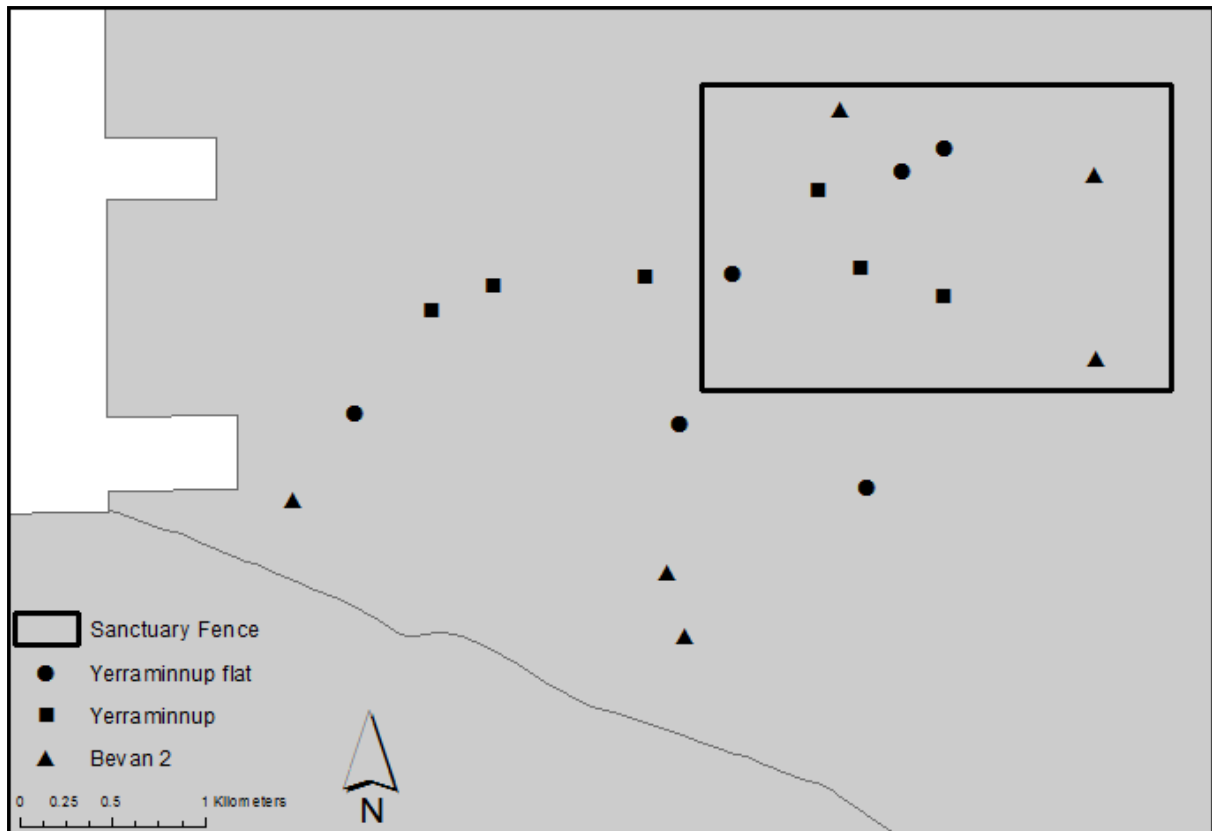 Sanctuary Fence
Yerraminnup flat
Yerraminnup
Bevan 2
0 0.25 0.5 1 Kilometers
N